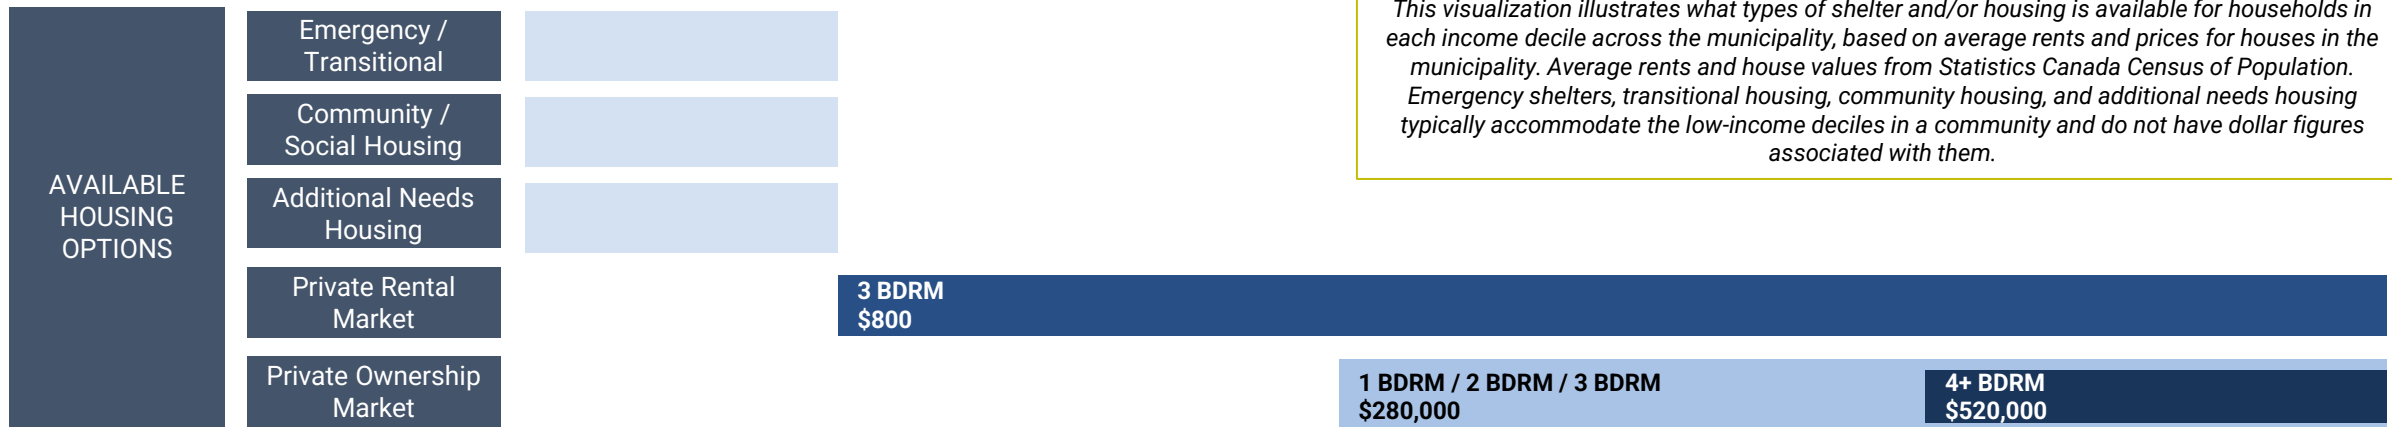 AVAILABLE
HOUSING
OPTIONS
Emergency /
Transitional
Community /
Social Housing
Additional Needs
Housing
Private Rental
Market
Private Ownership
Market
This visualization illustrates what types of shelter and/or housing is available for households in
each income decile across the municipality, based on average rents and prices for houses in the
municipality. Average rents and house values from Statistics Canada Census of Population.
Emergency shelters, transitional housing, community housing, and additional needs housing
typically accommodate the low-income deciles in a community and do not have dollar figures
associated with them.
3 BDRM
$800
1 BDRM / 2 BDRM / 3 BDRM
$280,000
4+ BDRM
$520,000